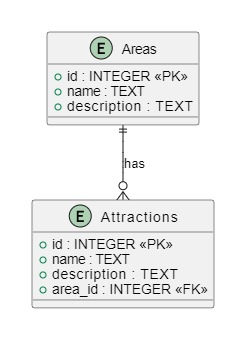 E Areas
id : INTEGER «PK»
name : TEXT
description : TEXT
has
E Attractions
id : INTEGER «PK»
name : TEXT
description : TEXT
area_id : INTEGER «FK»